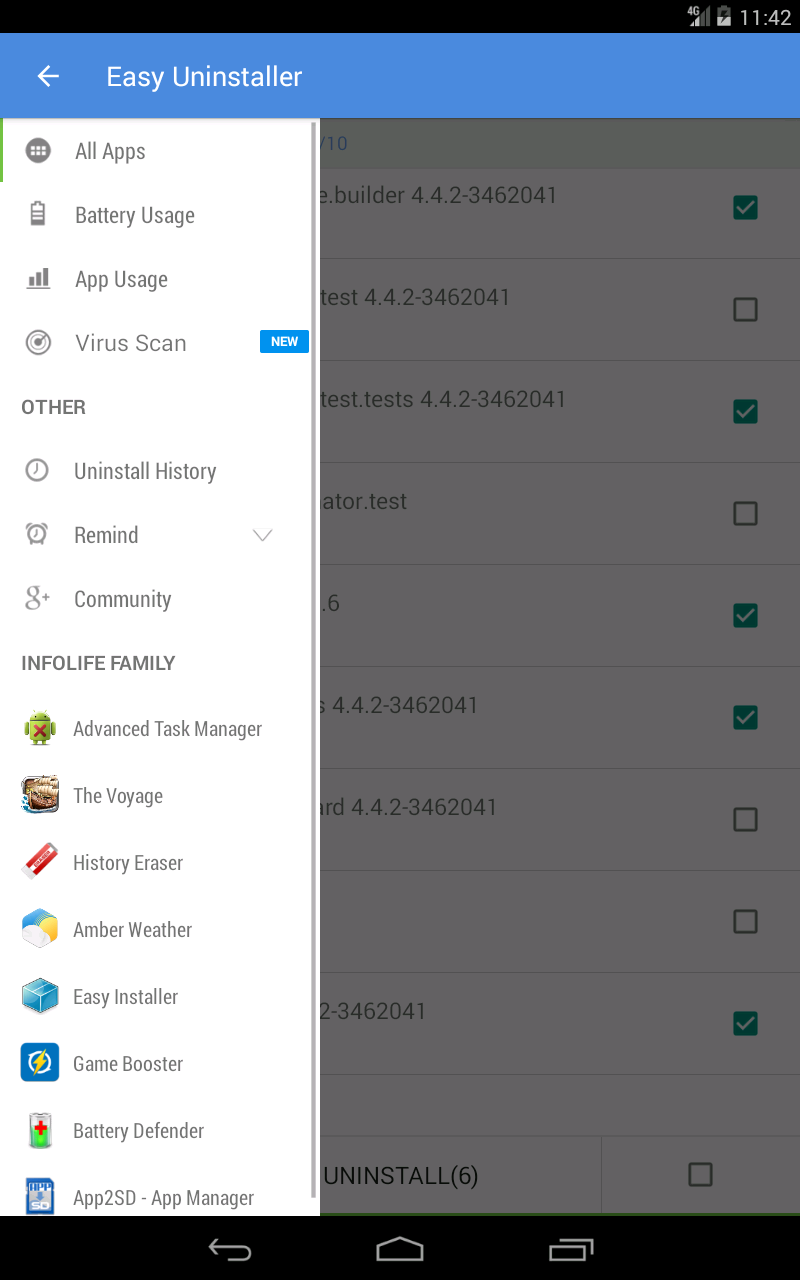 4G 11:42
Easy Uninstaller
All Apps
/10
Battery Usage
e.builder 4.4.2-3462041
App Usage
test 4.4.2-3462041
Virus Scan NEW
OTHER
test.tests 4.4.2-3462041
Uninstall History
ator.test
Remind
Community
.6
INFOLIFE FAMILY
s 4.4.2-3462041
Advanced Task Manager
The Voyage
ard 4.4.2-3462041
History Eraser
Amber Weather
Easy Installer
2-3462041
Game Booster
Battery Defender
App2SD - App Manager
UNINSTALL(6)